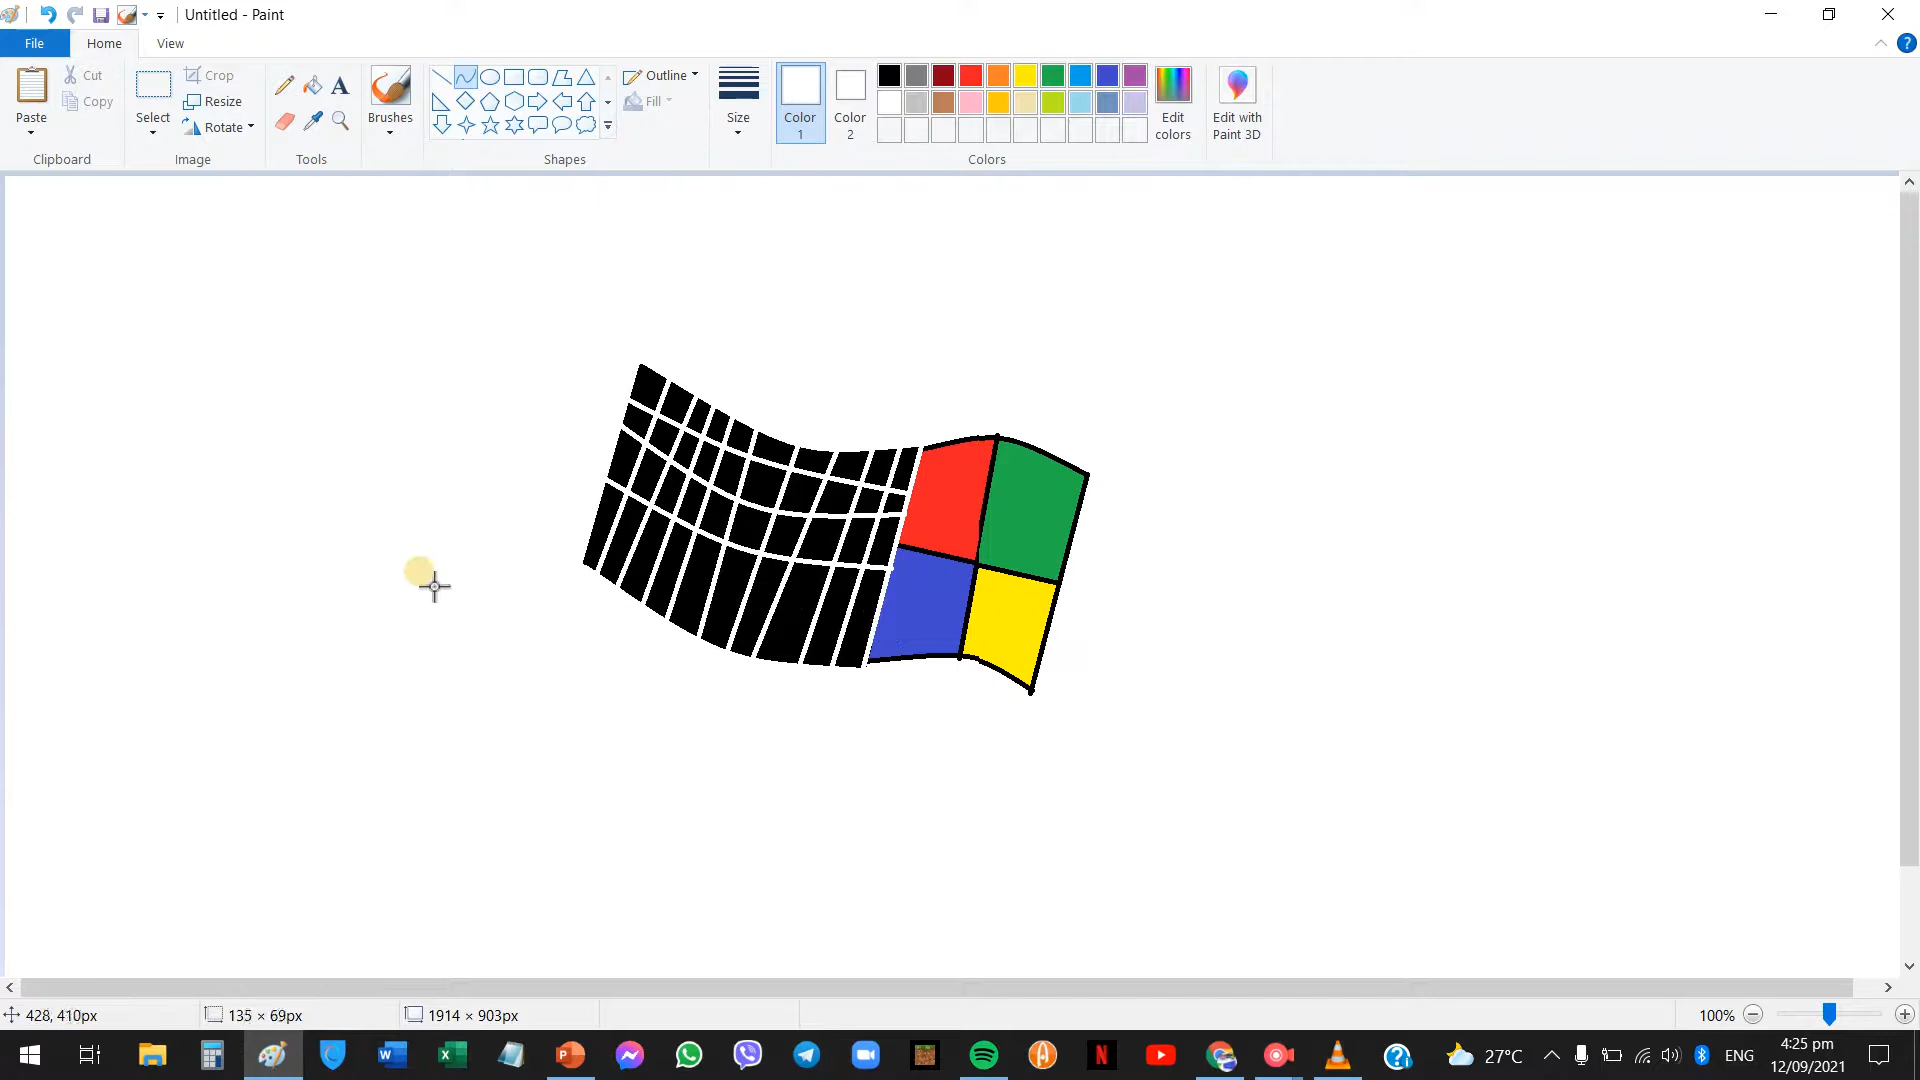 Untitled - Paint
File Home View
Paste
Cut
Copy
Clipboard
Select
Crop
Resize
Rotate
Image
Tools
Brushes
Shapes
Outline
Fill
Size
Color 1
Color 2
Colors
Edit colors
Edit with Paint 3D
428, 410px
135 × 69px
1914 × 903px
100%
27°C
ENG
4:25 pm
12/09/2021